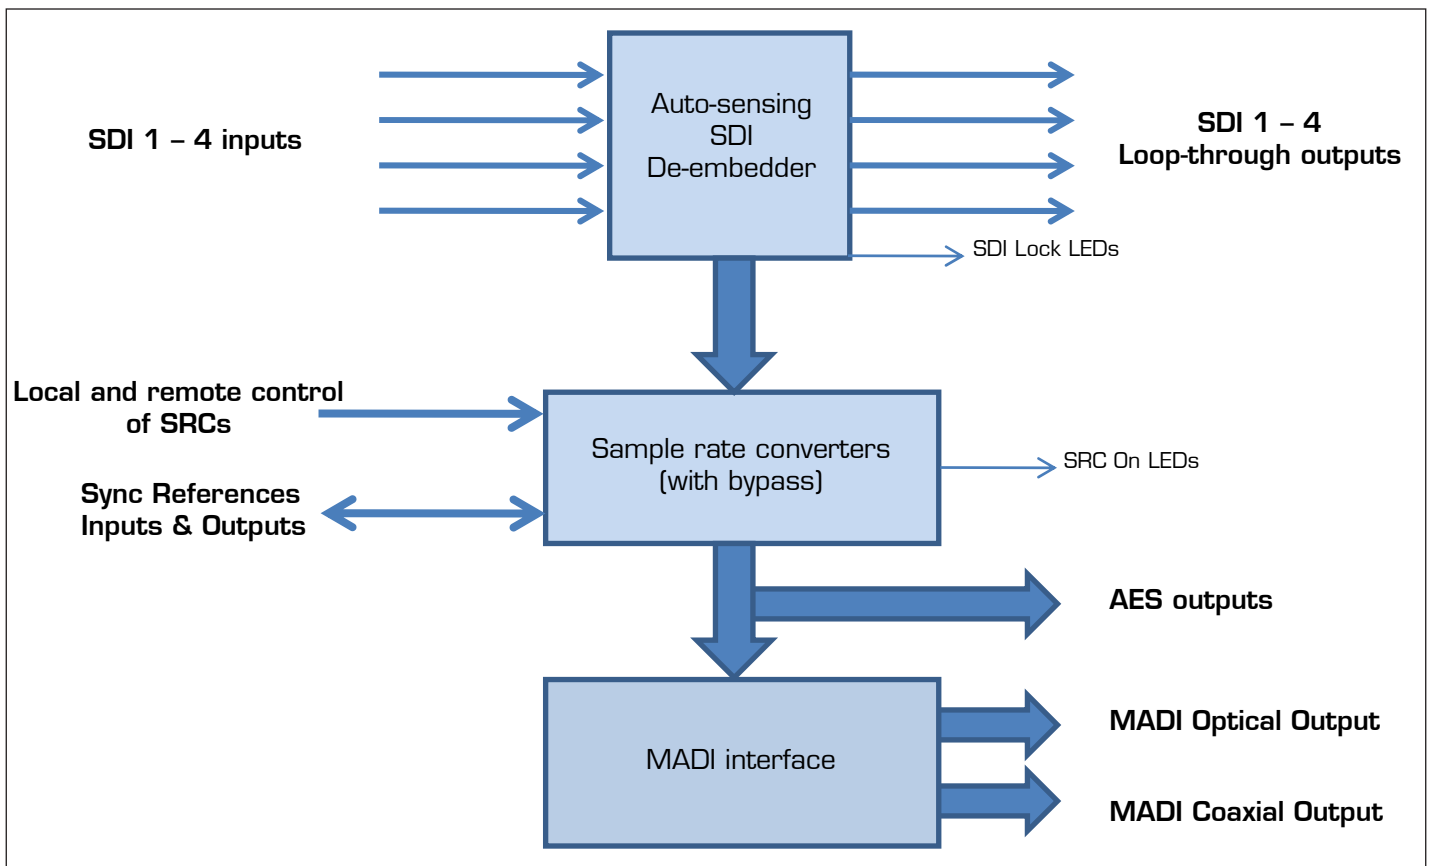 SDI 1 – 4 inputs
Auto-sensing
SDI
De-embedder
SDI 1 – 4
Loop-through outputs
SDI Lock LEDs
Local and remote control
of SRCs
Sync References
Inputs & Outputs
Sample rate converters
(with bypass)
SRC On LEDs
AES outputs
MADI interface
MADI Optical Output
MADI Coaxial Output